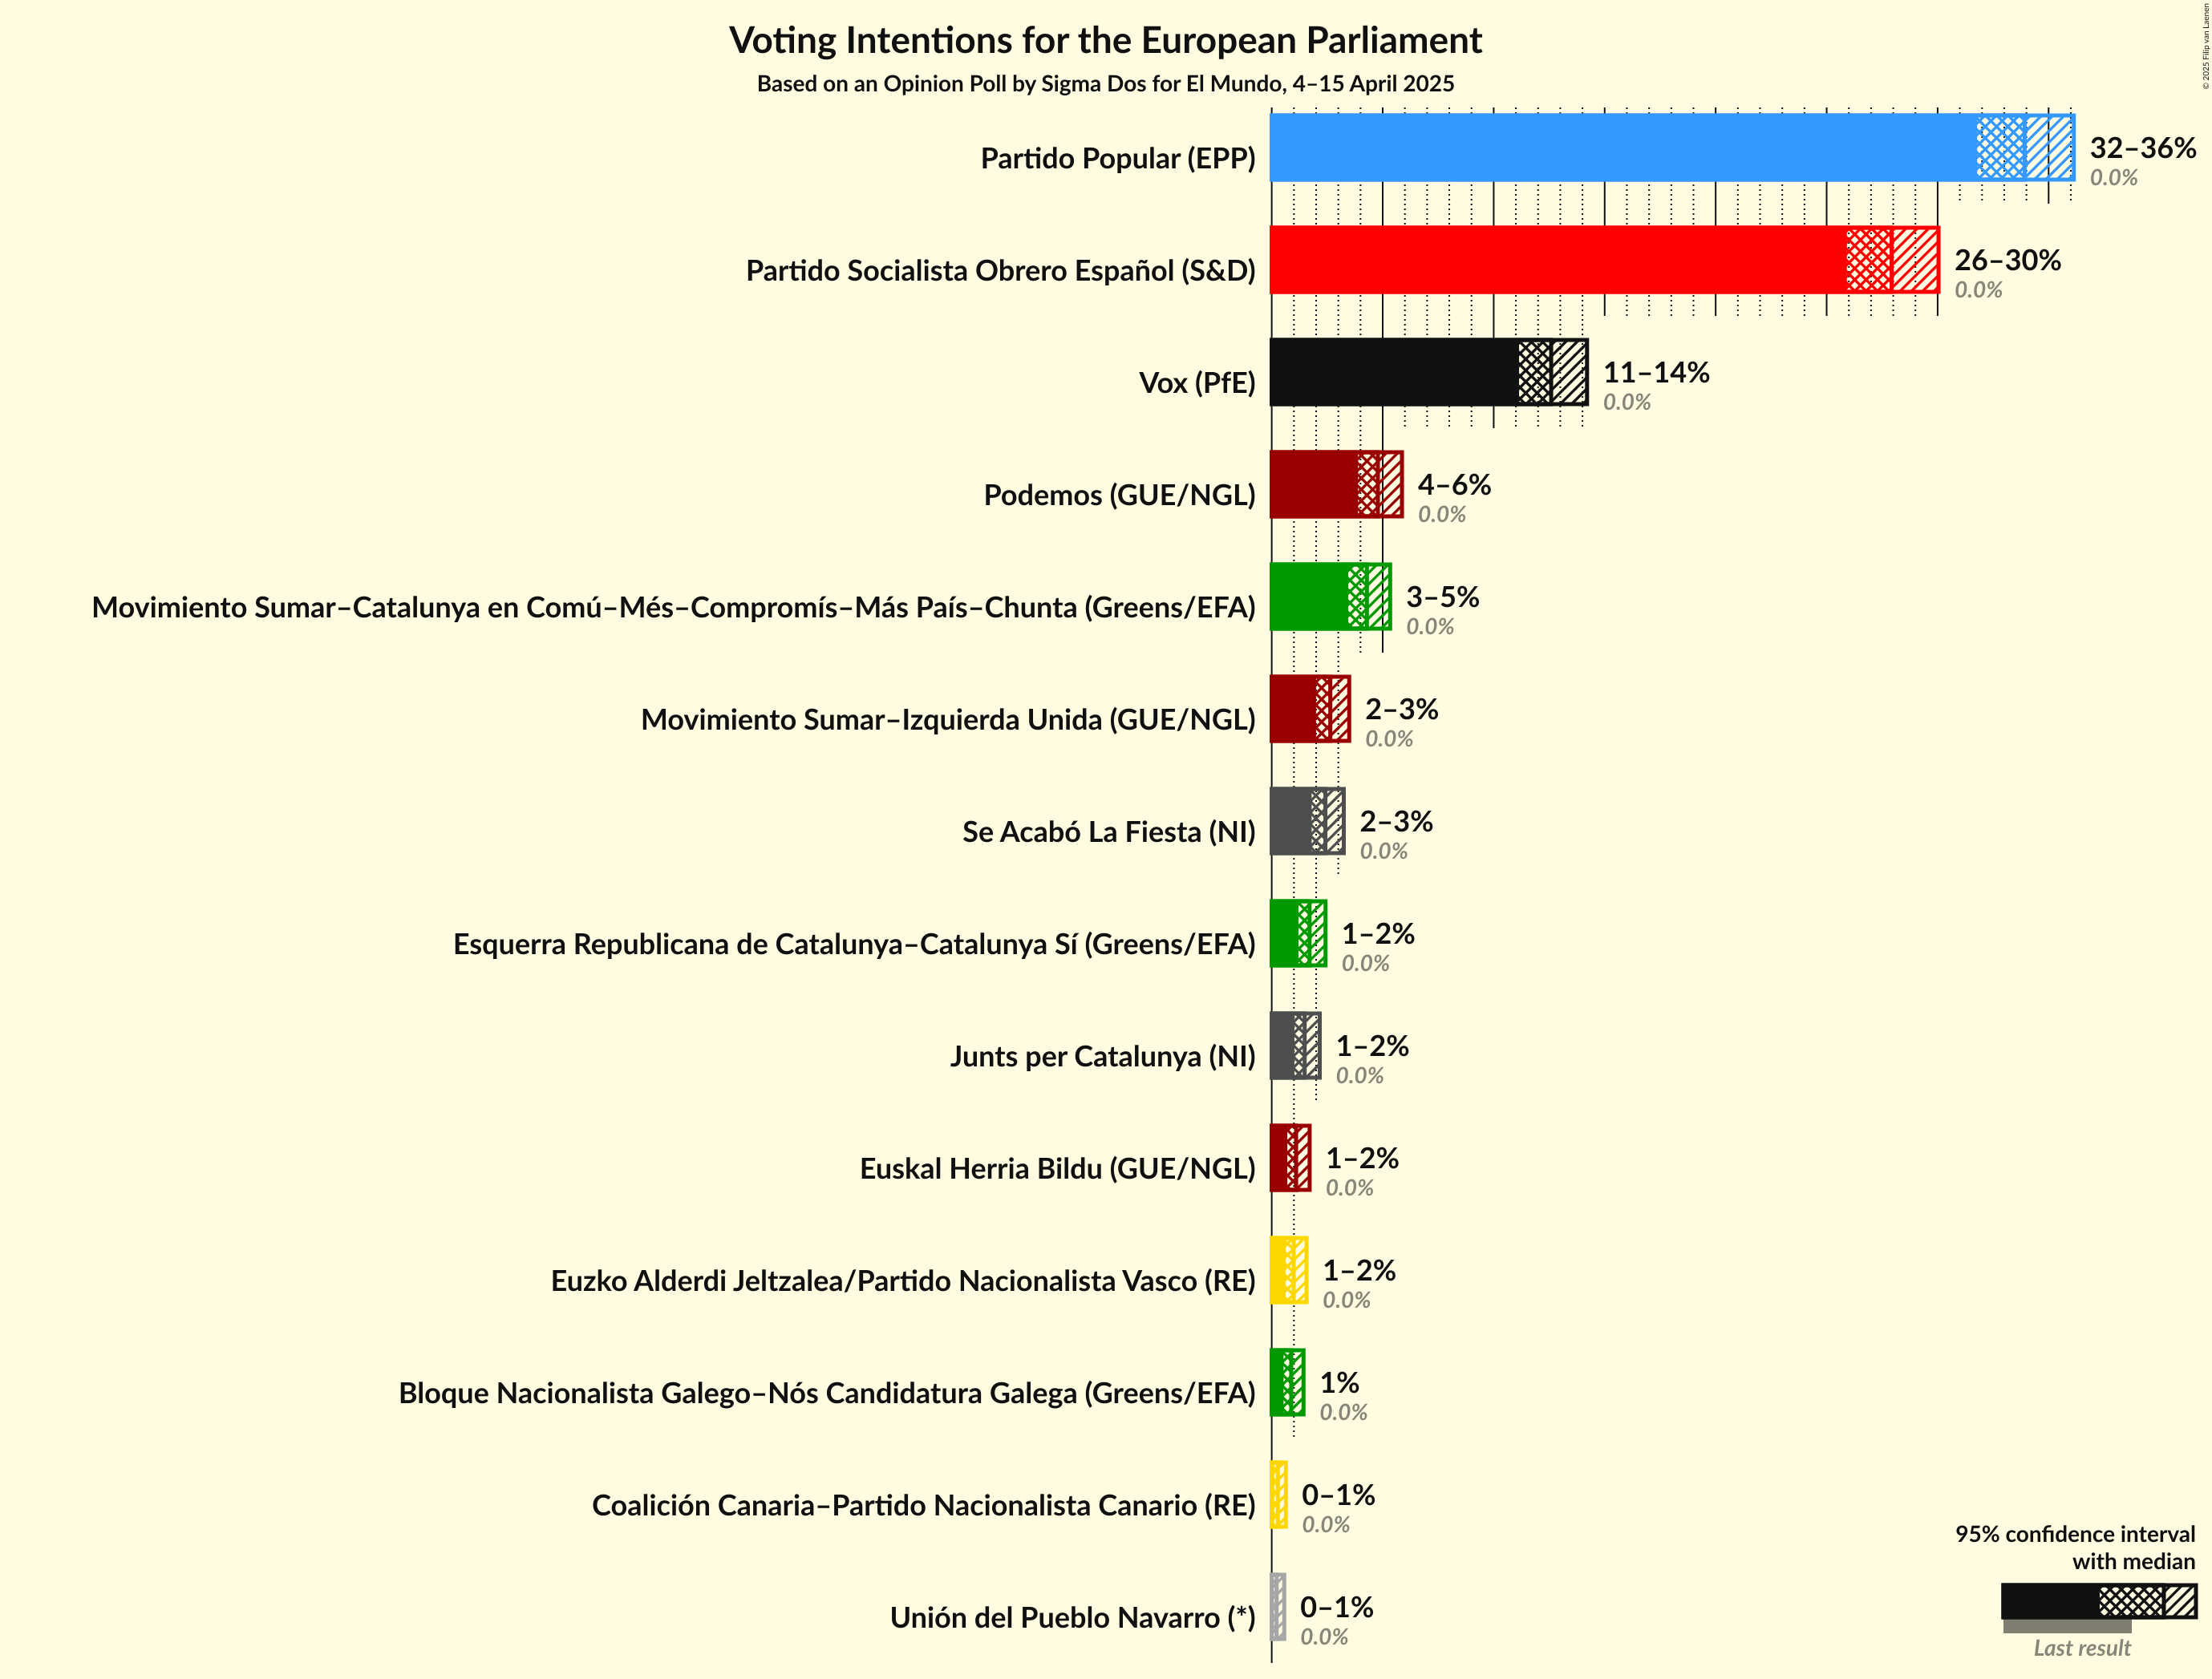 © 2025 Filip van Laenen
Voting Intentions for the European Parliament
Based on an Opinion Poll by Sigma Dos for El Mundo, 4–15 April 2025
Partido Popular (EPP)
32–36%
0.0%
Partido Socialista Obrero Español (S&D)
26–30%
0.0%
Vox (PfE)
11–14%
0.0%
Podemos (GUE/NGL)
4–6%
0.0%
Movimiento Sumar–Catalunya en Comú–Més–Compromís–Más País–Chunta (Greens/EFA)
3–5%
0.0%
Movimiento Sumar–Izquierda Unida (GUE/NGL)
2–3%
0.0%
Se Acabó La Fiesta (NI)
2–3%
0.0%
Esquerra Republicana de Catalunya–Catalunya Sí (Greens/EFA)
1–2%
0.0%
Junts per Catalunya (NI)
1–2%
0.0%
Euskal Herria Bildu (GUE/NGL)
1–2%
0.0%
Euzko Alderdi Jeltzalea/Partido Nacionalista Vasco (RE)
1–2%
0.0%
Bloque Nacionalista Galego–Nós Candidatura Galega (Greens/EFA)
1%
0.0%
Coalición Canaria–Partido Nacionalista Canario (RE)
0–1%
0.0%
Unión del Pueblo Navarro (*)
0–1%
0.0%
95% confidence interval
with median
Last result